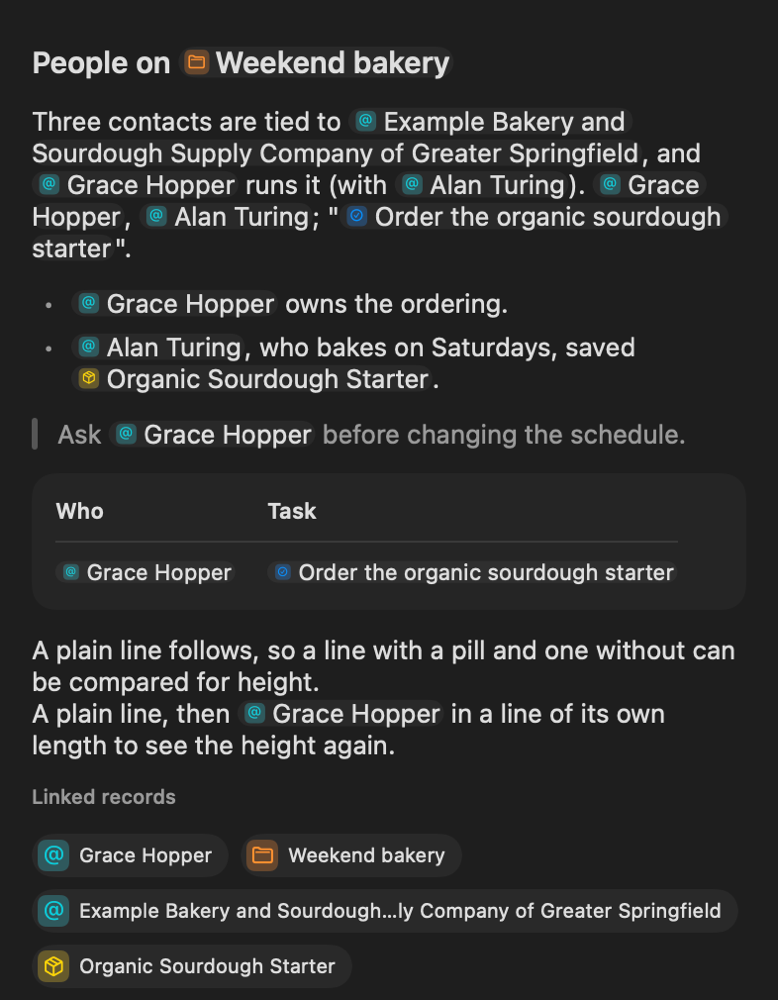 People on Weekend bakery
Three contacts are tied to @ Example Bakery and
Sourdough Supply Company of Greater Springfield, and
@ Grace Hopper runs it (with @ Alan Turing). @ Grace
Hopper, @ Alan Turing; " Order the organic sourdough
starter".
• @ Grace Hopper owns the ordering.
• @ Alan Turing, who bakes on Saturdays, saved
Organic Sourdough Starter.
Ask @ Grace Hopper before changing the schedule.
Who Task
@ Grace Hopper Order the organic sourdough starter
A plain line follows, so a line with a pill and one without can
be compared for height.
A plain line, then @ Grace Hopper in a line of its own
length to see the height again.
Linked records
@ Grace Hopper Weekend bakery
@ Example Bakery and Sourdough...ly Company of Greater Springfield
Organic Sourdough Starter